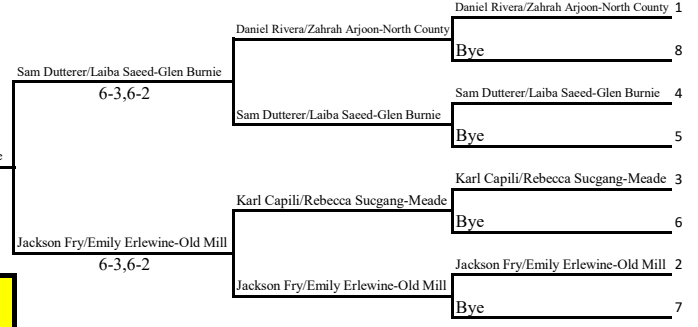 Daniel Rivera/Zahrah Arjoon-North County 1
Daniel Rivera/Zahrah Arjoon-North County
Bye 8
Sam Dutterer/Laiba Saeed-Glen Burnie
6-3,6-2
Sam Dutterer/Laiba Saeed-Glen Burnie 4
Sam Dutterer/Laiba Saeed-Glen Burnie
Bye 5
e
Karl Capili/Rebecca Sucgang-Meade 3
Karl Capili/Rebecca Sucgang-Meade
Bye 6
Jackson Fry/Emily Erlewine-Old Mill
6-3,6-2
Jackson Fry/Emily Erlewine-Old Mill 2
Jackson Fry/Emily Erlewine-Old Mill
Bye 7